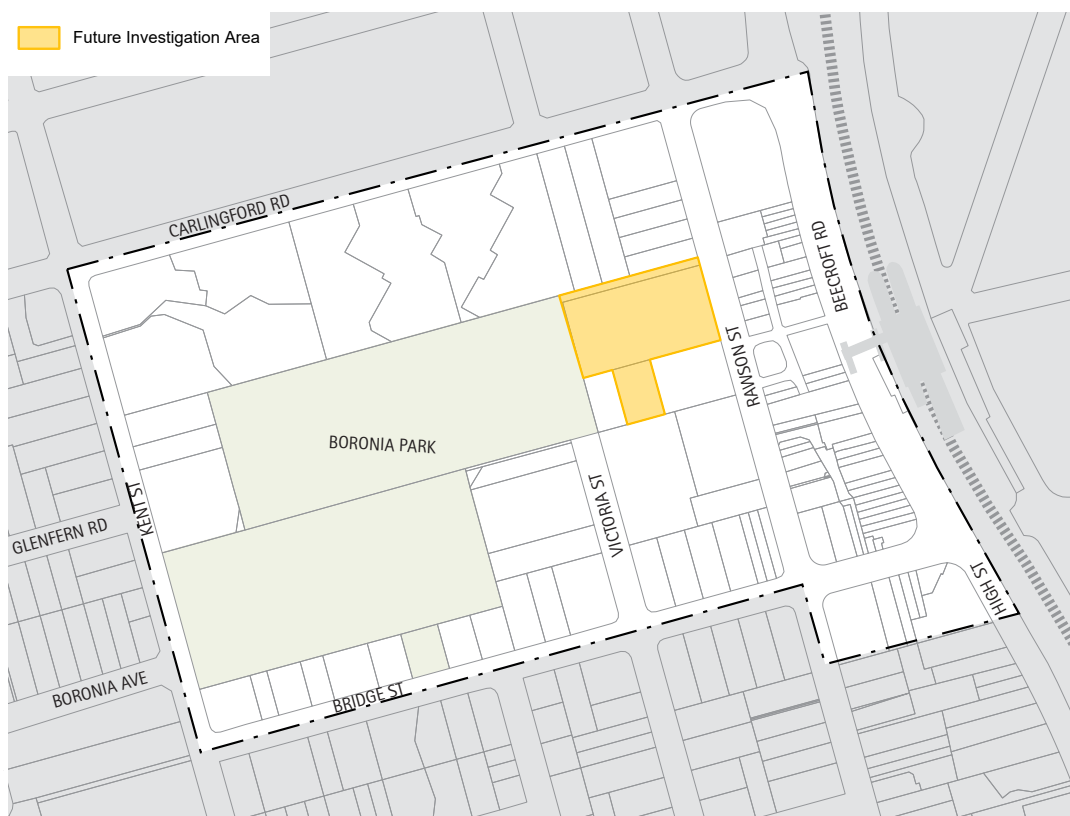 Future Investigation Area
CARLINGFORD RD
BEECROFT RD
RAWSON ST
BORONIA PARK
KENT ST
VICTORIA ST
GLENFERN RD
HIGH ST
BORONIA AVE
BRIDGE ST